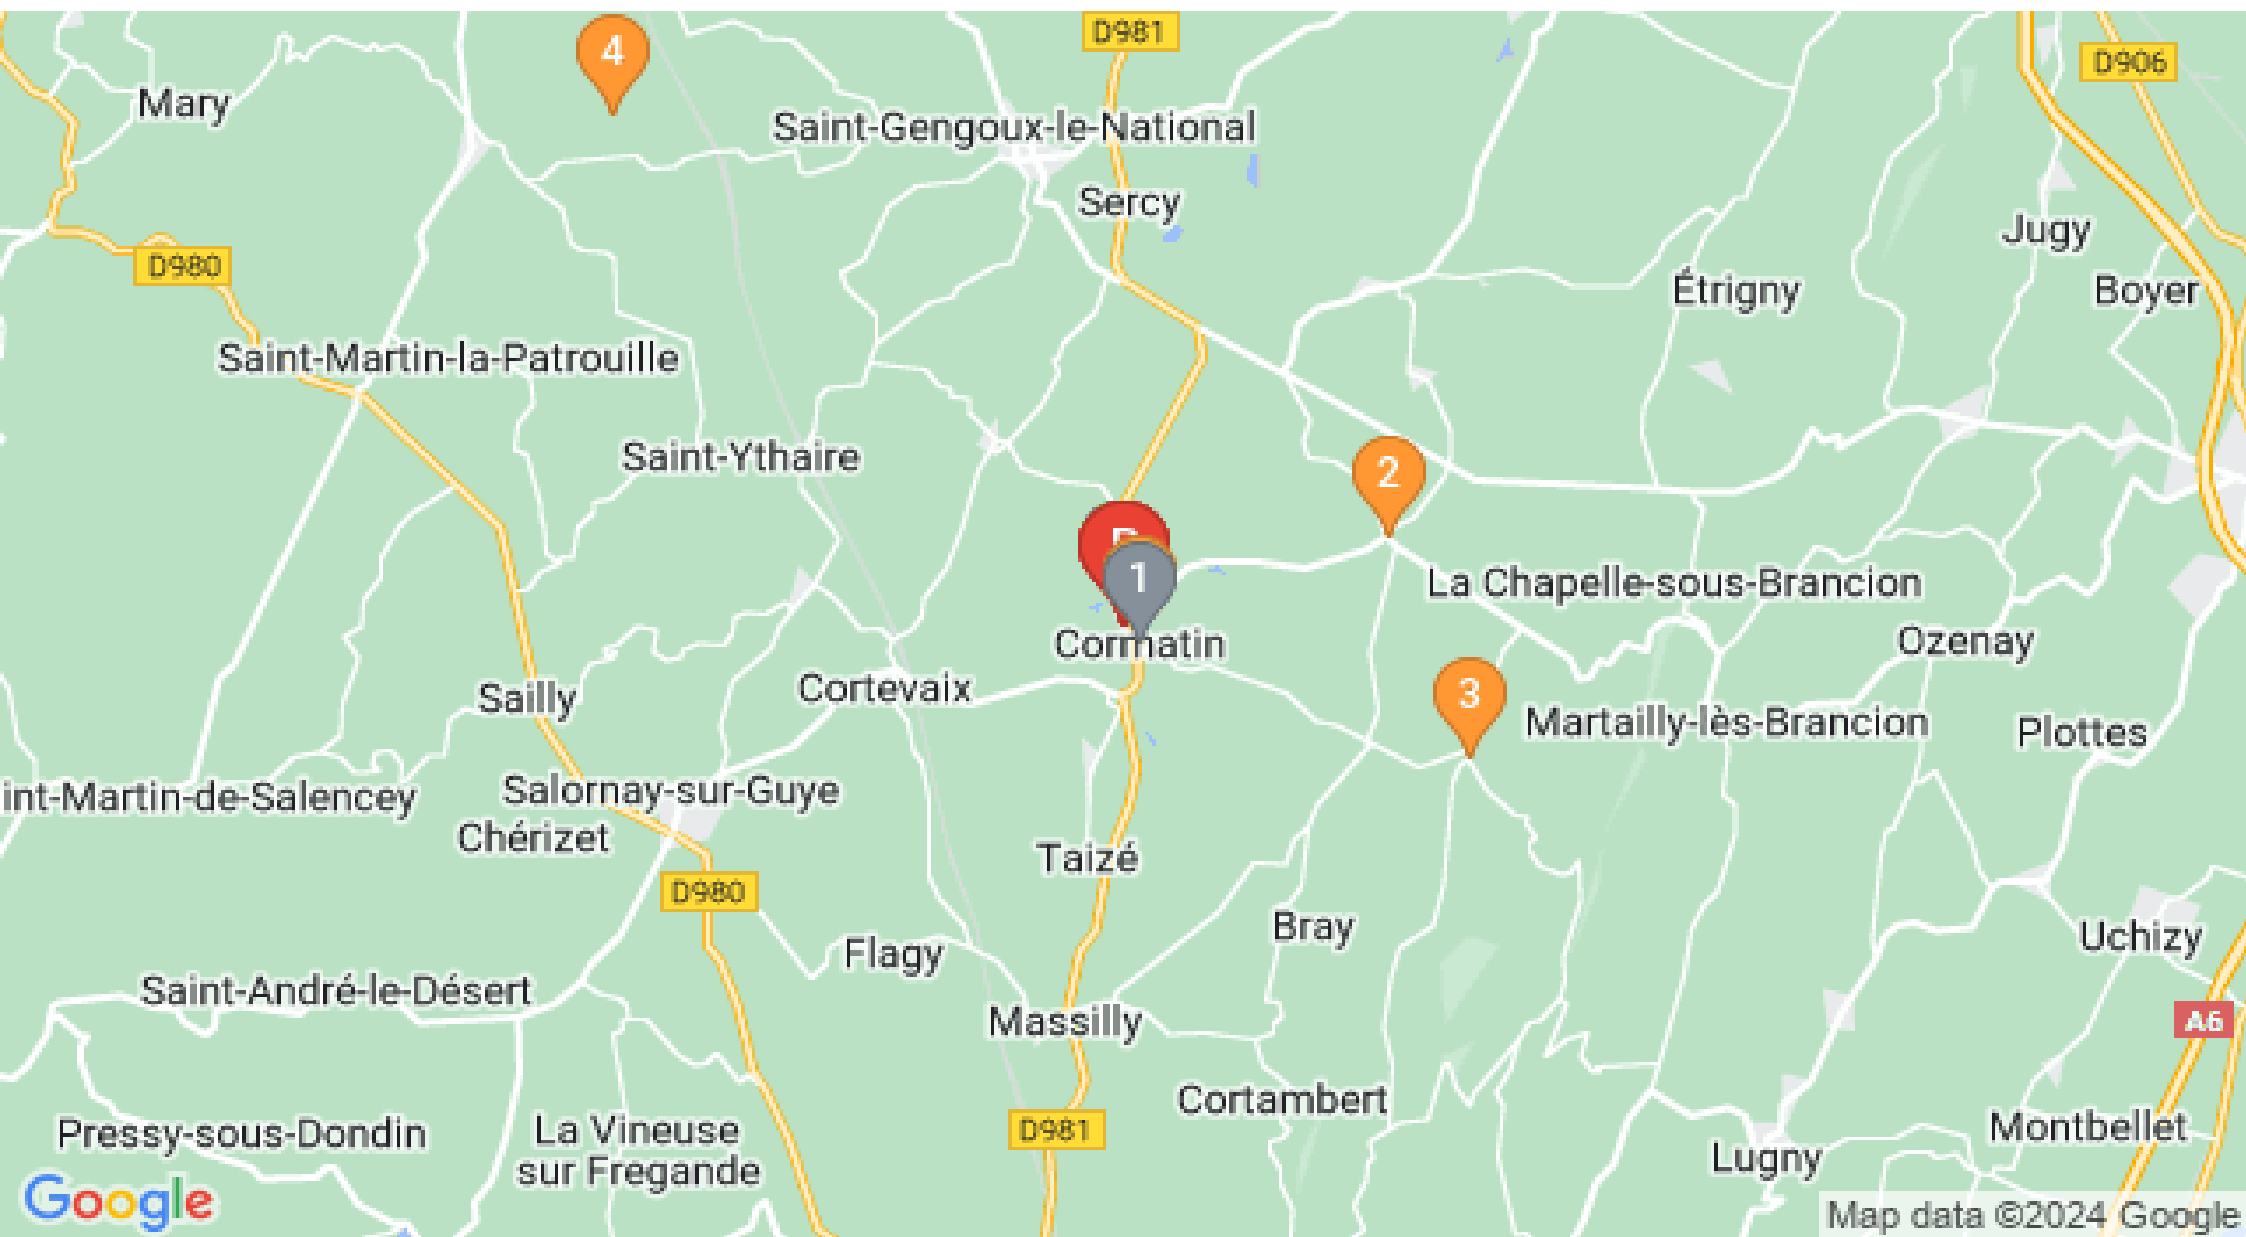 4
D981
D906
Mary
Saint-Gengoux-le-National
Sercy
Jugy
D980
Étrigny
Boyer
Saint-Martin-la-Patrouille
Saint-Ythaire
2
1
La Chapelle-sous-Brancion
Cormatin
Ozenay
Cortevaix
Sailly
3
Martailly-lès-Brancion
Plottes
int-Martin-de-Salencey
Salornay-sur-Guye
Chérizet
Taizé
D980
Bray
Uchizy
Flagy
Saint-André-le-Désert
Massilly
A6
Cortambert
Pressy-sous-Dondin
La Vineuse
sur Fregande
D981
Montbellet
Lugny
Google
Map data ©2024 Google